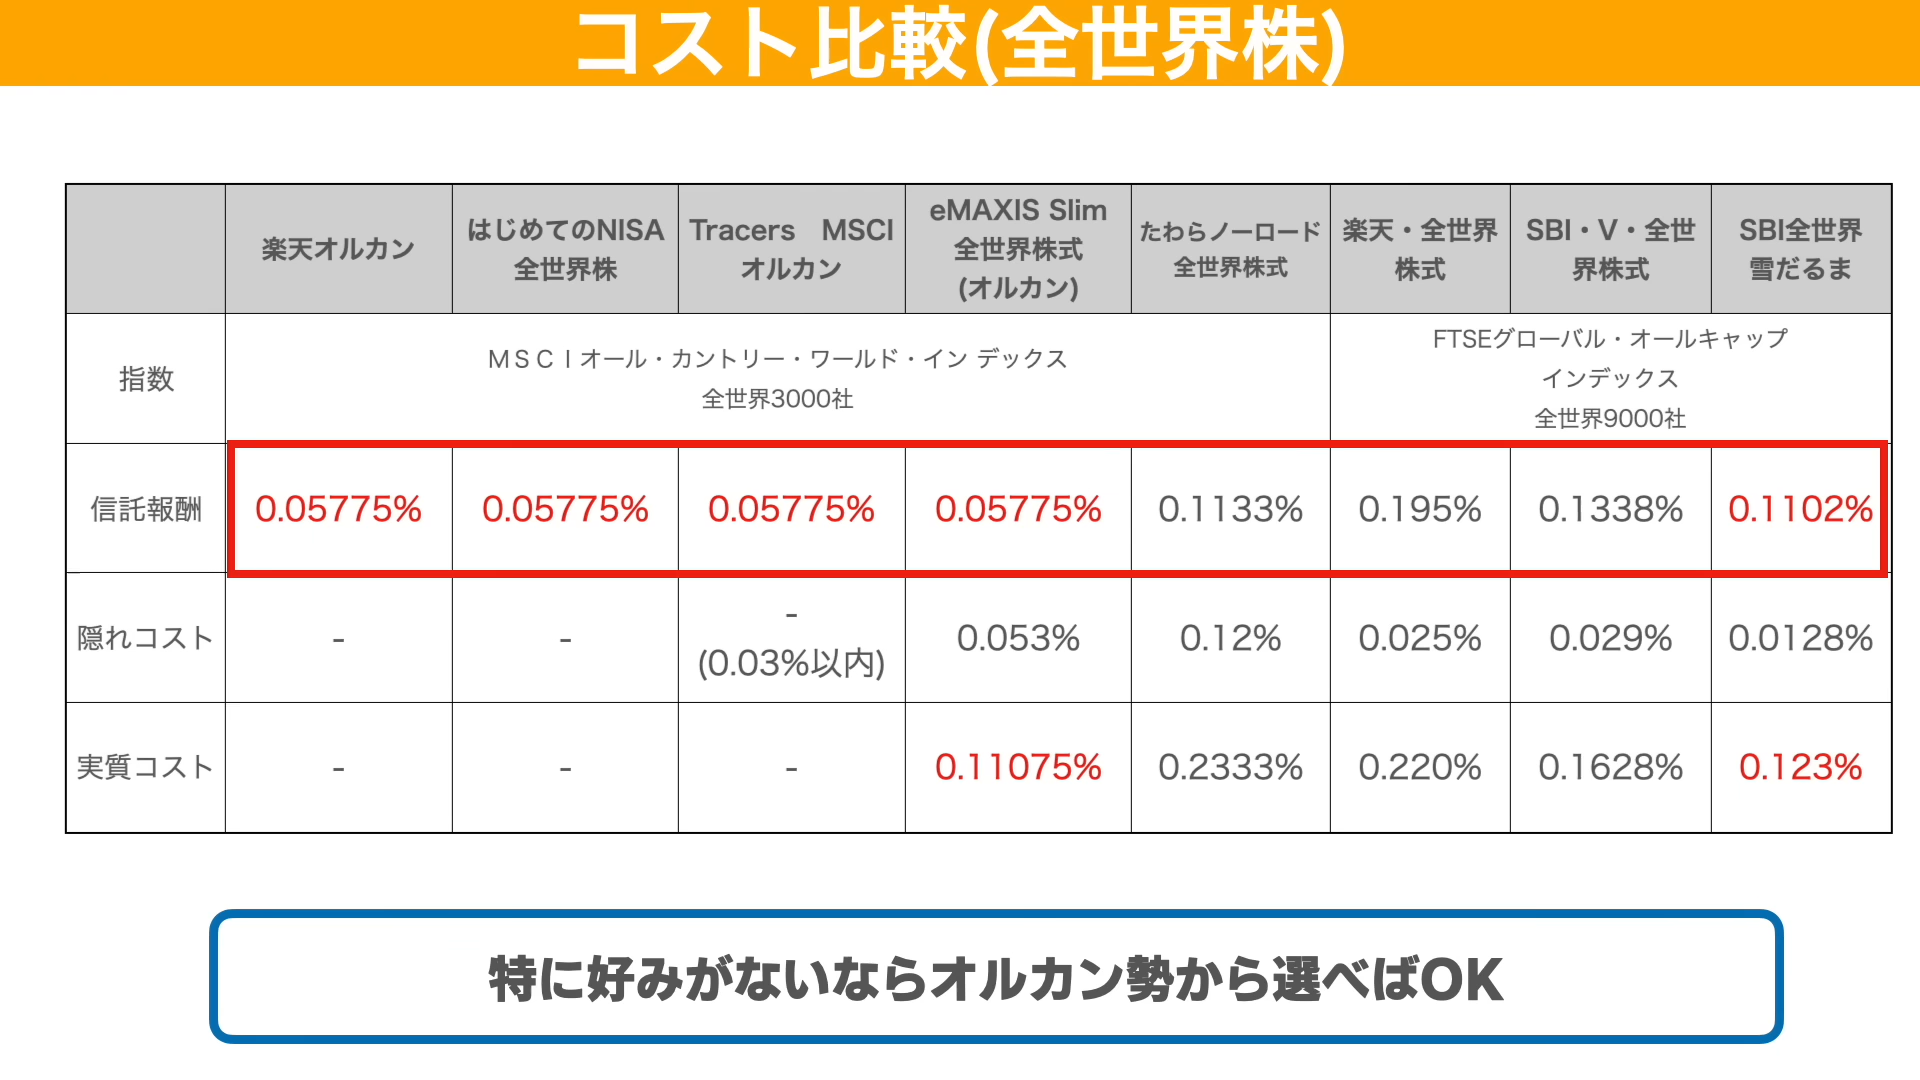 コスト比較(全世界株)
楽天オルカン
はじめてのNISA
全世界株
Tracers　MSCI
オルカン
eMAXIS Slim
全世界株式
(オルカン)
たわらノーロード
全世界株式
楽天・全世界
株式
SBI・V・全世
界株式
SBI全世界
雪だるま
指数
ＭＳＣＩオール・カントリー・ワールド・イン デックス
全世界3000社
FTSEグローバル・オールキャップ
インデックス
全世界9000社
信託報酬
0.05775%
0.05775%
0.05775%
0.05775%
0.1133%
0.195%
0.1338%
0.1102%
隠れコスト
-
-
-
(0.03%以内)
0.053%
0.12%
0.025%
0.029%
0.0128%
実質コスト
-
-
-
0.11075%
0.2333%
0.220%
0.1628%
0.123%
特に好みがないならオルカン勢から選べばOK